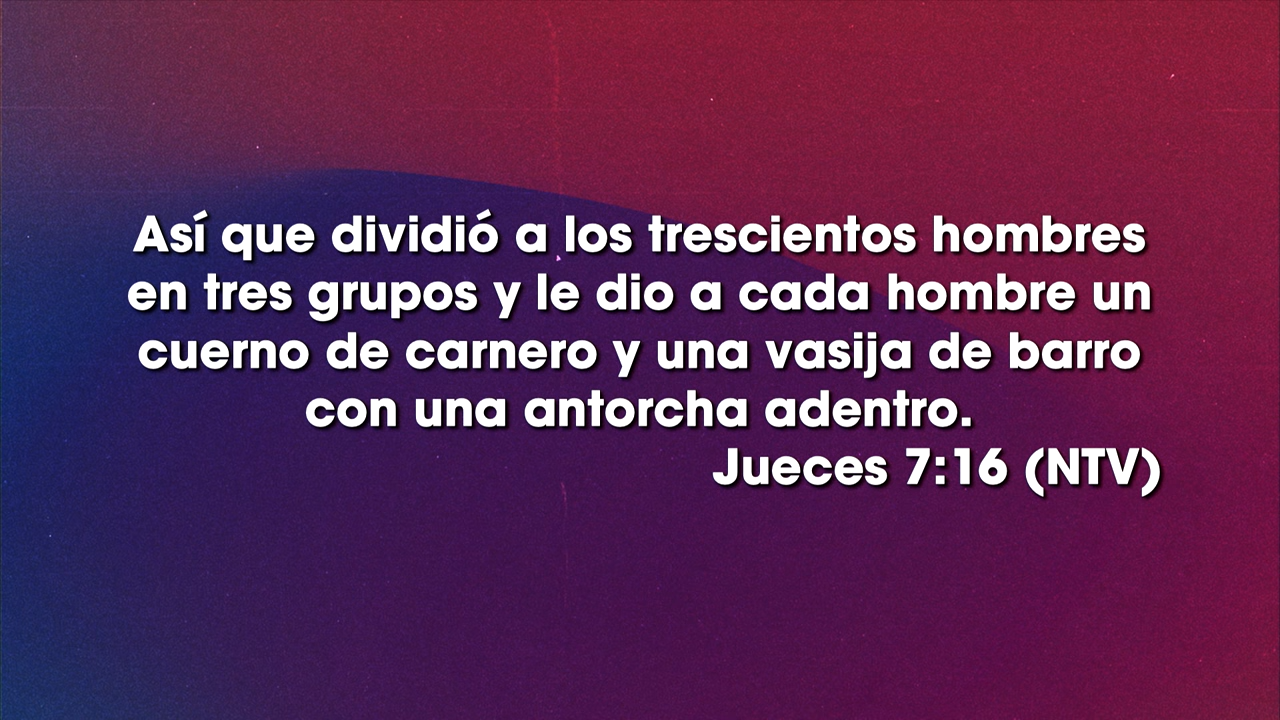 Así que dividió a los trescientos hombres
en tres grupos y le dio a cada hombre un
cuerno de carnero y una vasija de barro
con una antorcha adentro.
Jueces 7:16 (NTV)